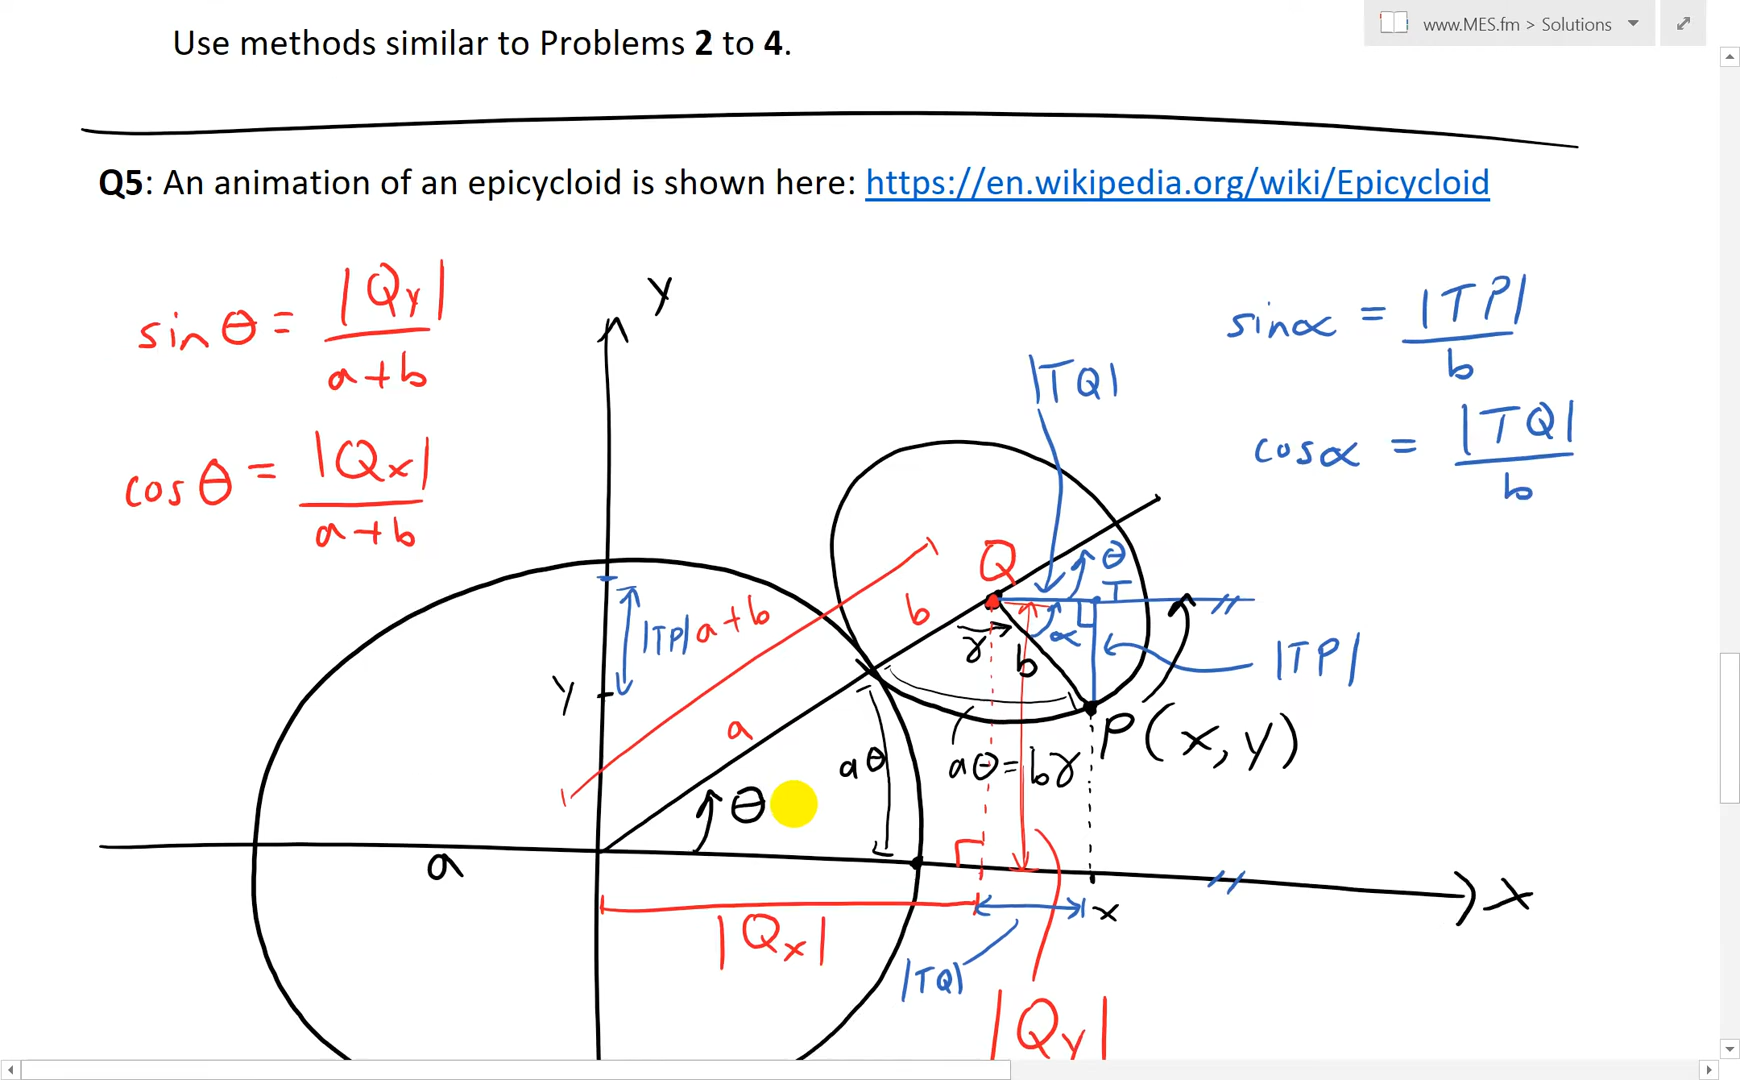 Use methods similar to Problems 2 to 4.
www.MES.fm > Solutions
Q5: An animation of an epicycloid is shown here: https://en.wikipedia.org/wiki/Epicycloid
sin θ = |Qy| / a+b
cos θ = |Qx| / a+b
y
|TQ|
sin α = |TP| / b
cos α = |TQ| / b
Q
θ
T
b
|TP|
a+b
γ
α
b
|TP|
y
a
P(x, y)
aθ
aθ = bγ
θ
a
x
x
|Qx|
|TQ|
|Qy|